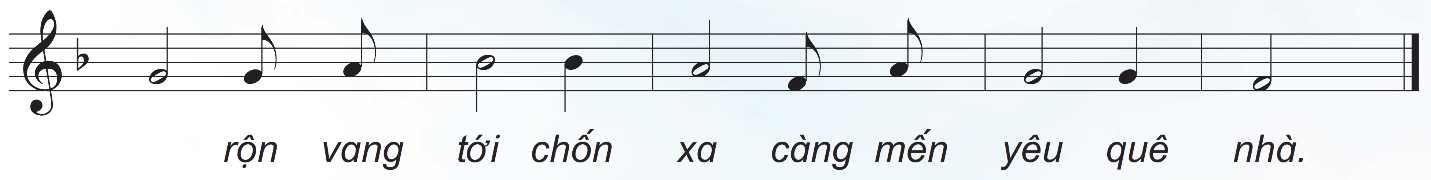 rộn vang tới chốn xa càng mến yêu quê nhà.